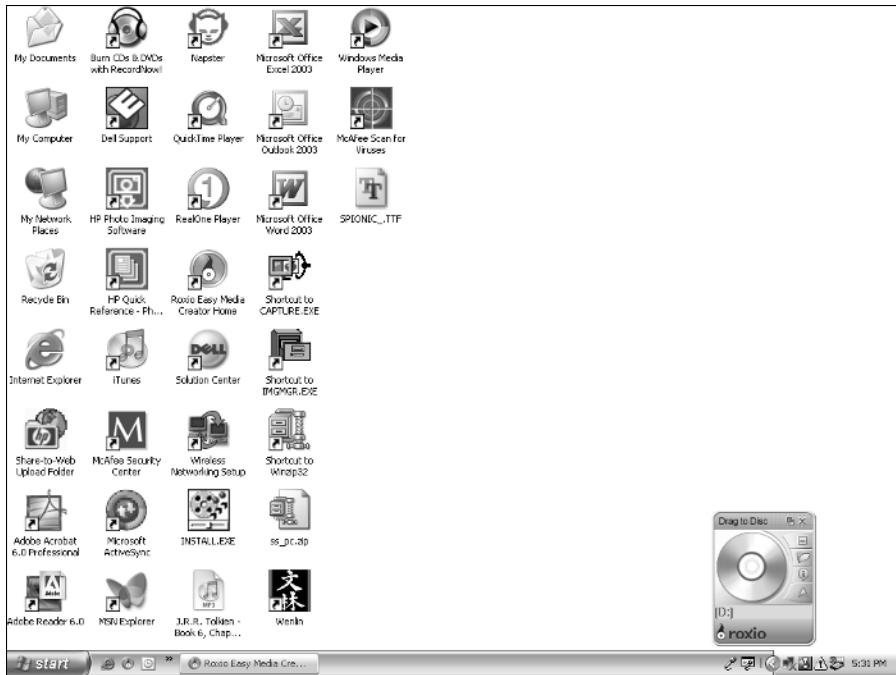 My Documents
Burn CDs & DVDs
with RecordNow!
Napster
Microsoft Office
Excel 2003
Windows Media
Player
My Computer
Dell Support
QuickTime Player
Microsoft Office
Outlook 2003
McAfee Scan for
Viruses
My Network
Places
HP Photo Imaging
Software
RealOne Player
Microsoft Office
Word 2003
SPIONIC_.TTF
Recycle Bin
HP Quick
Reference - Ph...
Roxio Easy Media
Creator Home
Shortcut to
CAPTURE.EXE
Internet Explorer
iTunes
DELL
Solution Center
Shortcut to
IMGMGR.EXE
Share-to-Web
Upload Folder
McAfee Security
Center
Wireless
Networking Setup
Shortcut to
Winzip32
Adobe Acrobat
6.0 Professional
Microsoft
ActiveSync
INSTALL.EXE
ss_pc.zip
Adobe Reader 6.0
MSN Explorer
MP3
J.R.R. Tolkien -
Book 6, Chap...
文林
Wenlin
Drag to Disc
[D:]
roxio
start
»
Roxio Easy Media Cre...
5:31 PM